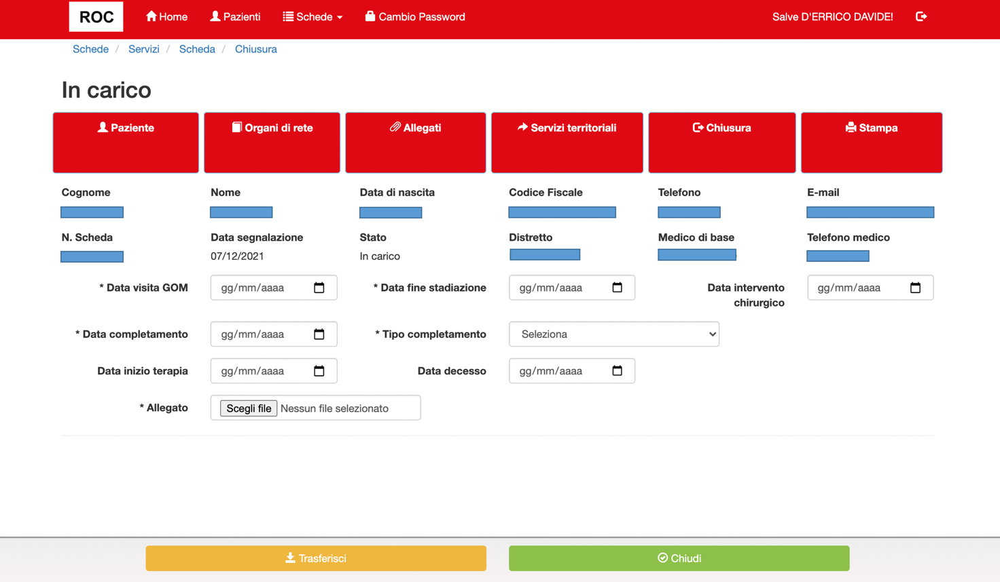 ROC Home Pazienti Schede Cambio Password Salve D'ERRICO DAVIDE!
Schede / Servizi / Scheda / Chiusura
In carico
Paziente Organi di rete Allegati Servizi territoriali Chiusura Stampa
Cognome Nome Data di nascita Codice Fiscale Telefono E-mail
N. Scheda Data segnalazione Stato Distretto Medico di base Telefono medico
07/12/2021 In carico
* Data visita GOM gg/mm/aaaa * Data fine stadiazione gg/mm/aaaa Data intervento gg/mm/aaaa
chirurgico
* Data completamento gg/mm/aaaa * Tipo completamento Seleziona
Data inizio terapia gg/mm/aaaa Data decesso gg/mm/aaaa
* Allegato Scegli file Nessun file selezionato
Trasferisci Chiudi